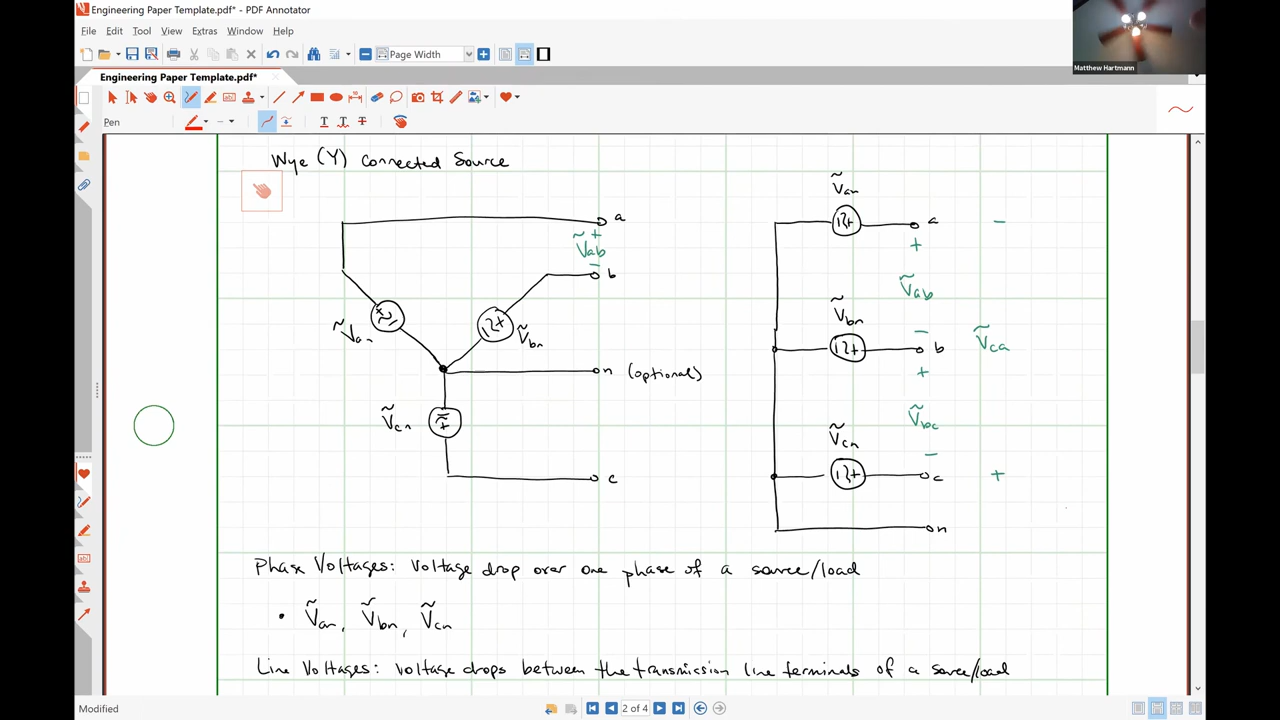 Engineering Paper Template.pdf* - PDF Annotator
File Edit Tool View Extras Window Help
Page Width
Engineering Paper Template.pdf*
Pen
Matthew Hartmann
Wye (Y) Connected Source
a
+
Ṽab
−
b
Ṽan
Ṽbn
n (optional)
Ṽcn
c
Ṽan
a −
+
Ṽab
Ṽbn
−
b Ṽca
+
Ṽbc
Ṽcn
−
c +
n
Phase Voltages: Voltage drop over one phase of a source/load
• Ṽan, Ṽbn, Ṽcn
Line Voltages: Voltage drops between the transmission line terminals of a source/load
Modified
2 of 4